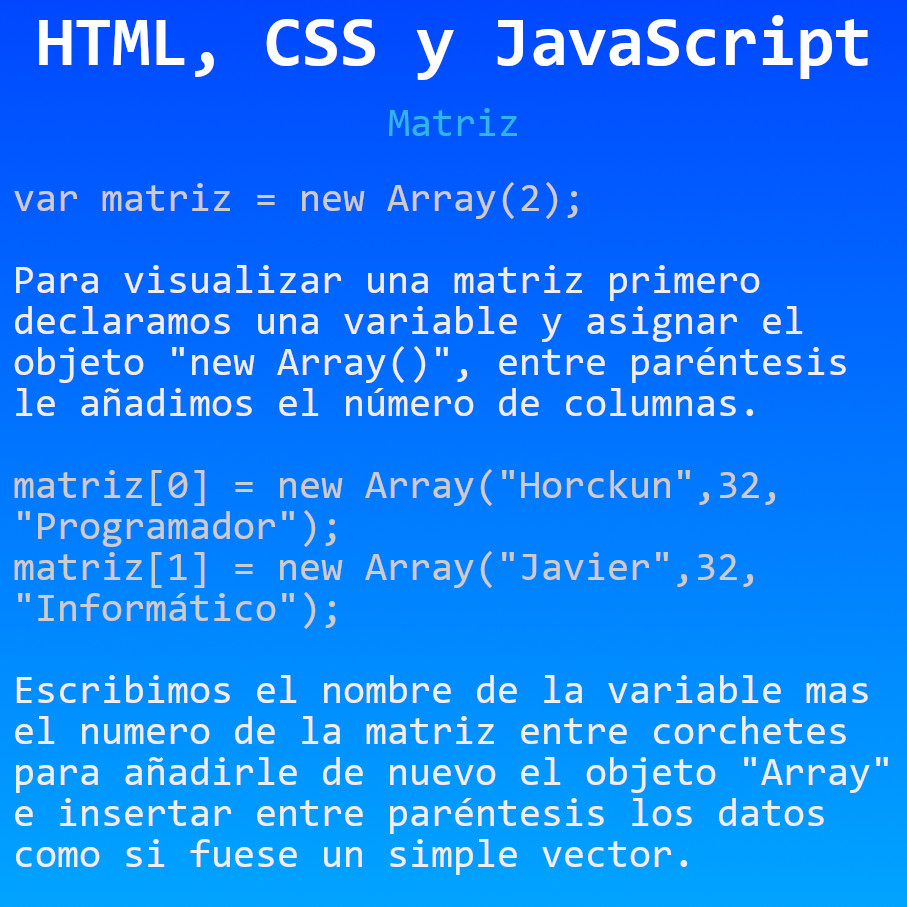 HTML, CSS y JavaScript
Matriz
var matriz = new Array(2);
Para visualizar una matriz primero
declaramos una variable y asignar el
objeto "new Array()", entre paréntesis
le añadimos el número de columnas.
matriz[0] = new Array("Horckun",32,
"Programador");
matriz[1] = new Array("Javier",32,
"Informático");
Escribimos el nombre de la variable mas
el numero de la matriz entre corchetes
para añadirle de nuevo el objeto "Array"
e insertar entre paréntesis los datos
como si fuese un simple vector.